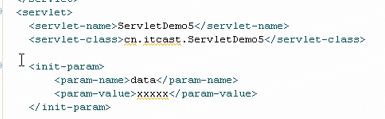 <servlet>
<servlet-name>ServletDemo5</servlet-name>
<servlet-class>cn.itcast.ServletDemo5</servlet-class>
<init-param>
<param-name>data</param-name>
<param-value>xxxxx</param-value>
</init-param>